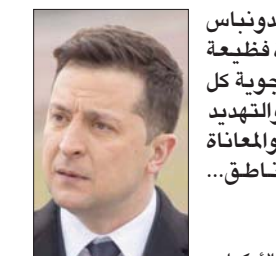 دونباس
فظيعة
جوية كل
والتهديد
والمعاناة
ناطق...